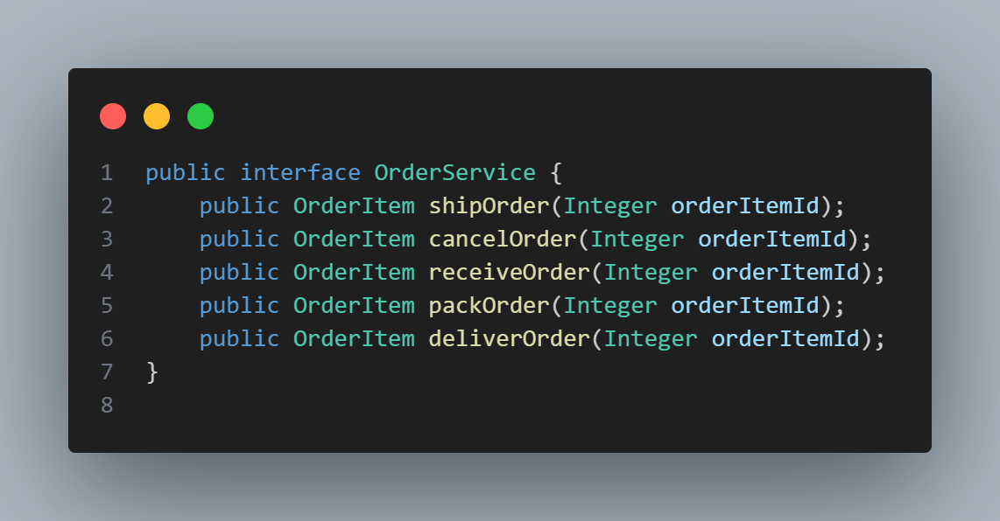 1 public interface OrderService {
2     public OrderItem shipOrder(Integer orderItemId);
3     public OrderItem cancelOrder(Integer orderItemId);
4     public OrderItem receiveOrder(Integer orderItemId);
5     public OrderItem packOrder(Integer orderItemId);
6     public OrderItem deliverOrder(Integer orderItemId);
7 }
8